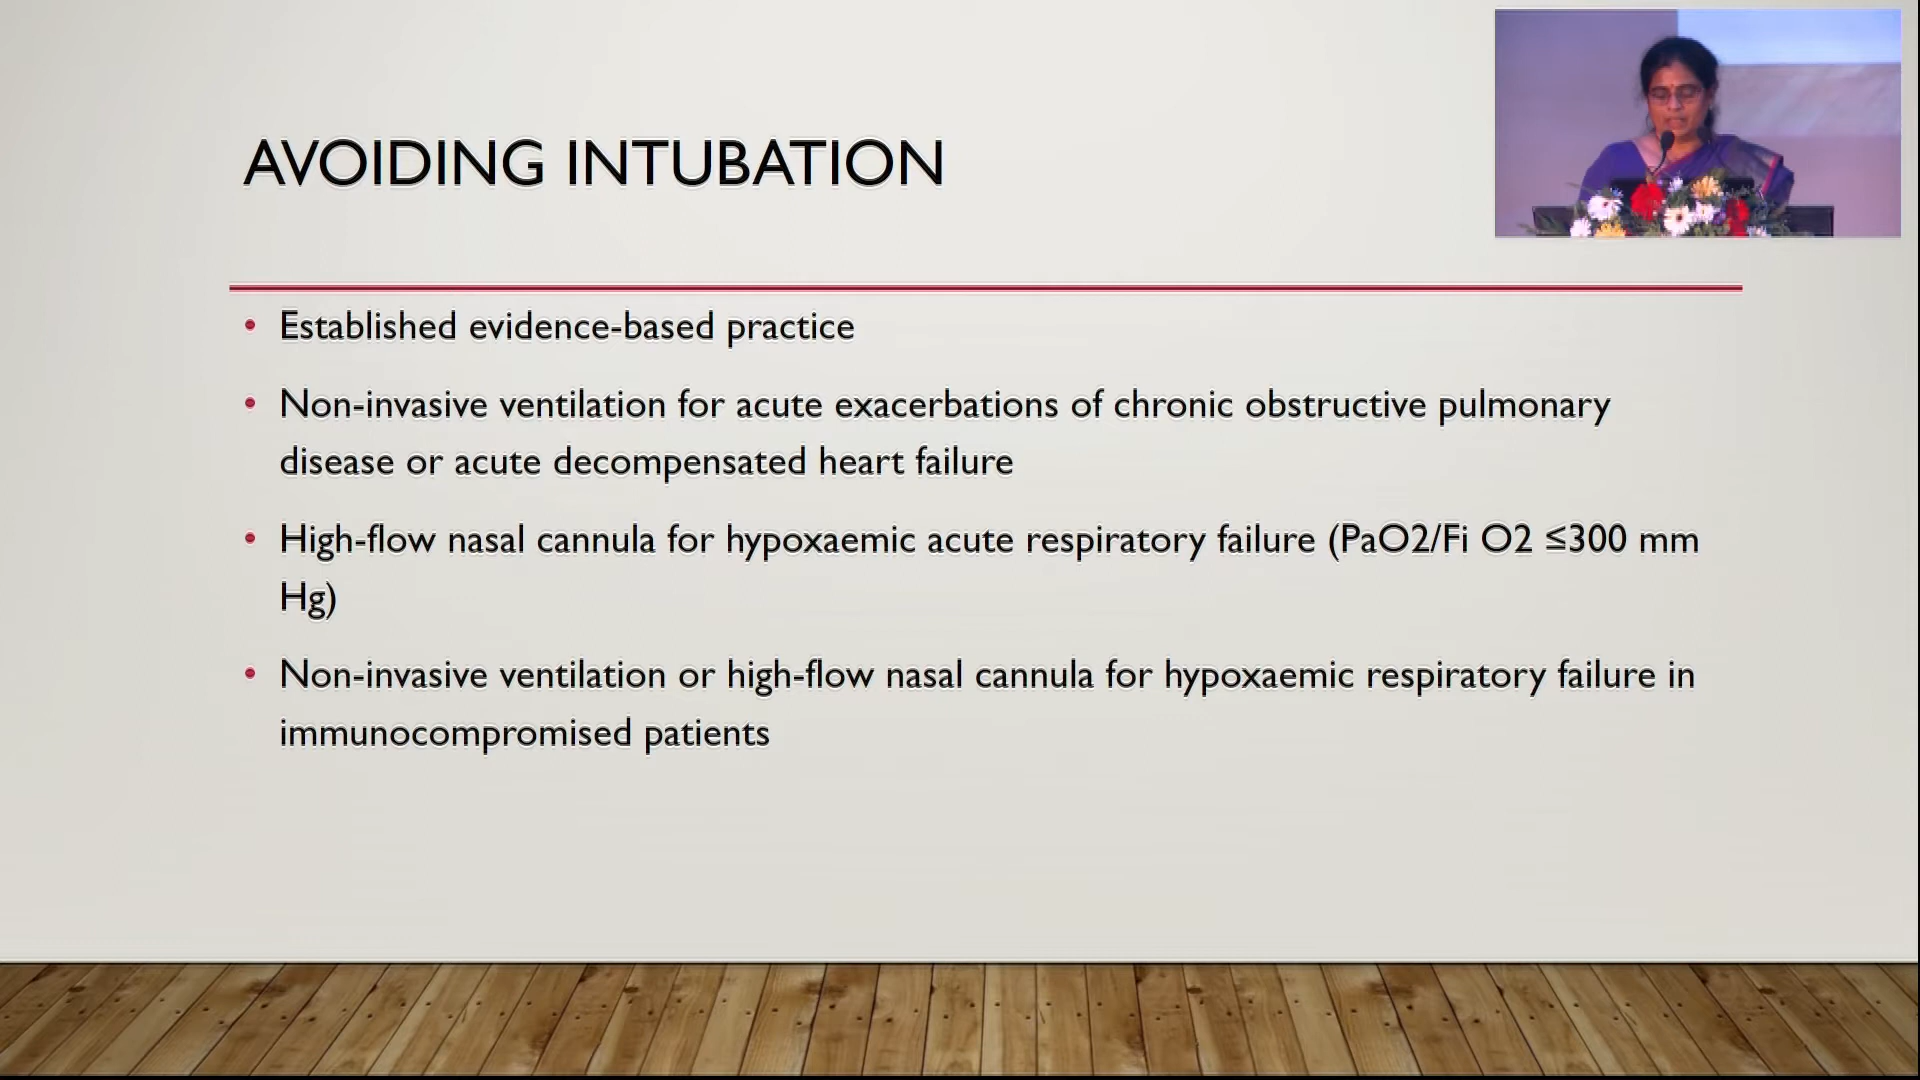 AVOIDING INTUBATION
• Established evidence-based practice
• Non-invasive ventilation for acute exacerbations of chronic obstructive pulmonary
disease or acute decompensated heart failure
• High-flow nasal cannula for hypoxaemic acute respiratory failure (PaO2/Fi O2 ≤300 mm
Hg)
• Non-invasive ventilation or high-flow nasal cannula for hypoxaemic respiratory failure in
immunocompromised patients